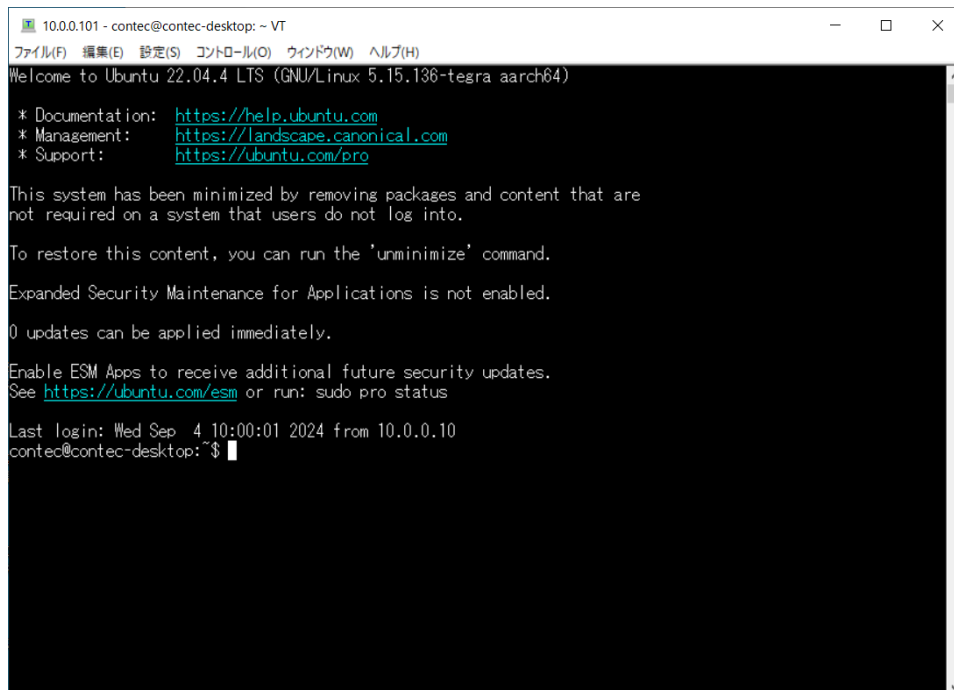 10.0.0.101 - contec@contec-desktop: ~ VT
ファイル(F) 編集(E) 設定(S) コントロール(O) ウィンドウ(W) ヘルプ(H)
Welcome to Ubuntu 22.04.4 LTS (GNU/Linux 5.15.136-tegra aarch64)
* Documentation: https://help.ubuntu.com
* Management: https://landscape.canonical.com
* Support: https://ubuntu.com/pro
This system has been minimized by removing packages and content that are
not required on a system that users do not log into.
To restore this content, you can run the 'unminimize' command.
Expanded Security Maintenance for Applications is not enabled.
0 updates can be applied immediately.
Enable ESM Apps to receive additional future security updates.
See https://ubuntu.com/esm or run: sudo pro status
Last login: Wed Sep  4 10:00:01 2024 from 10.0.0.10
contec@contec-desktop:~$